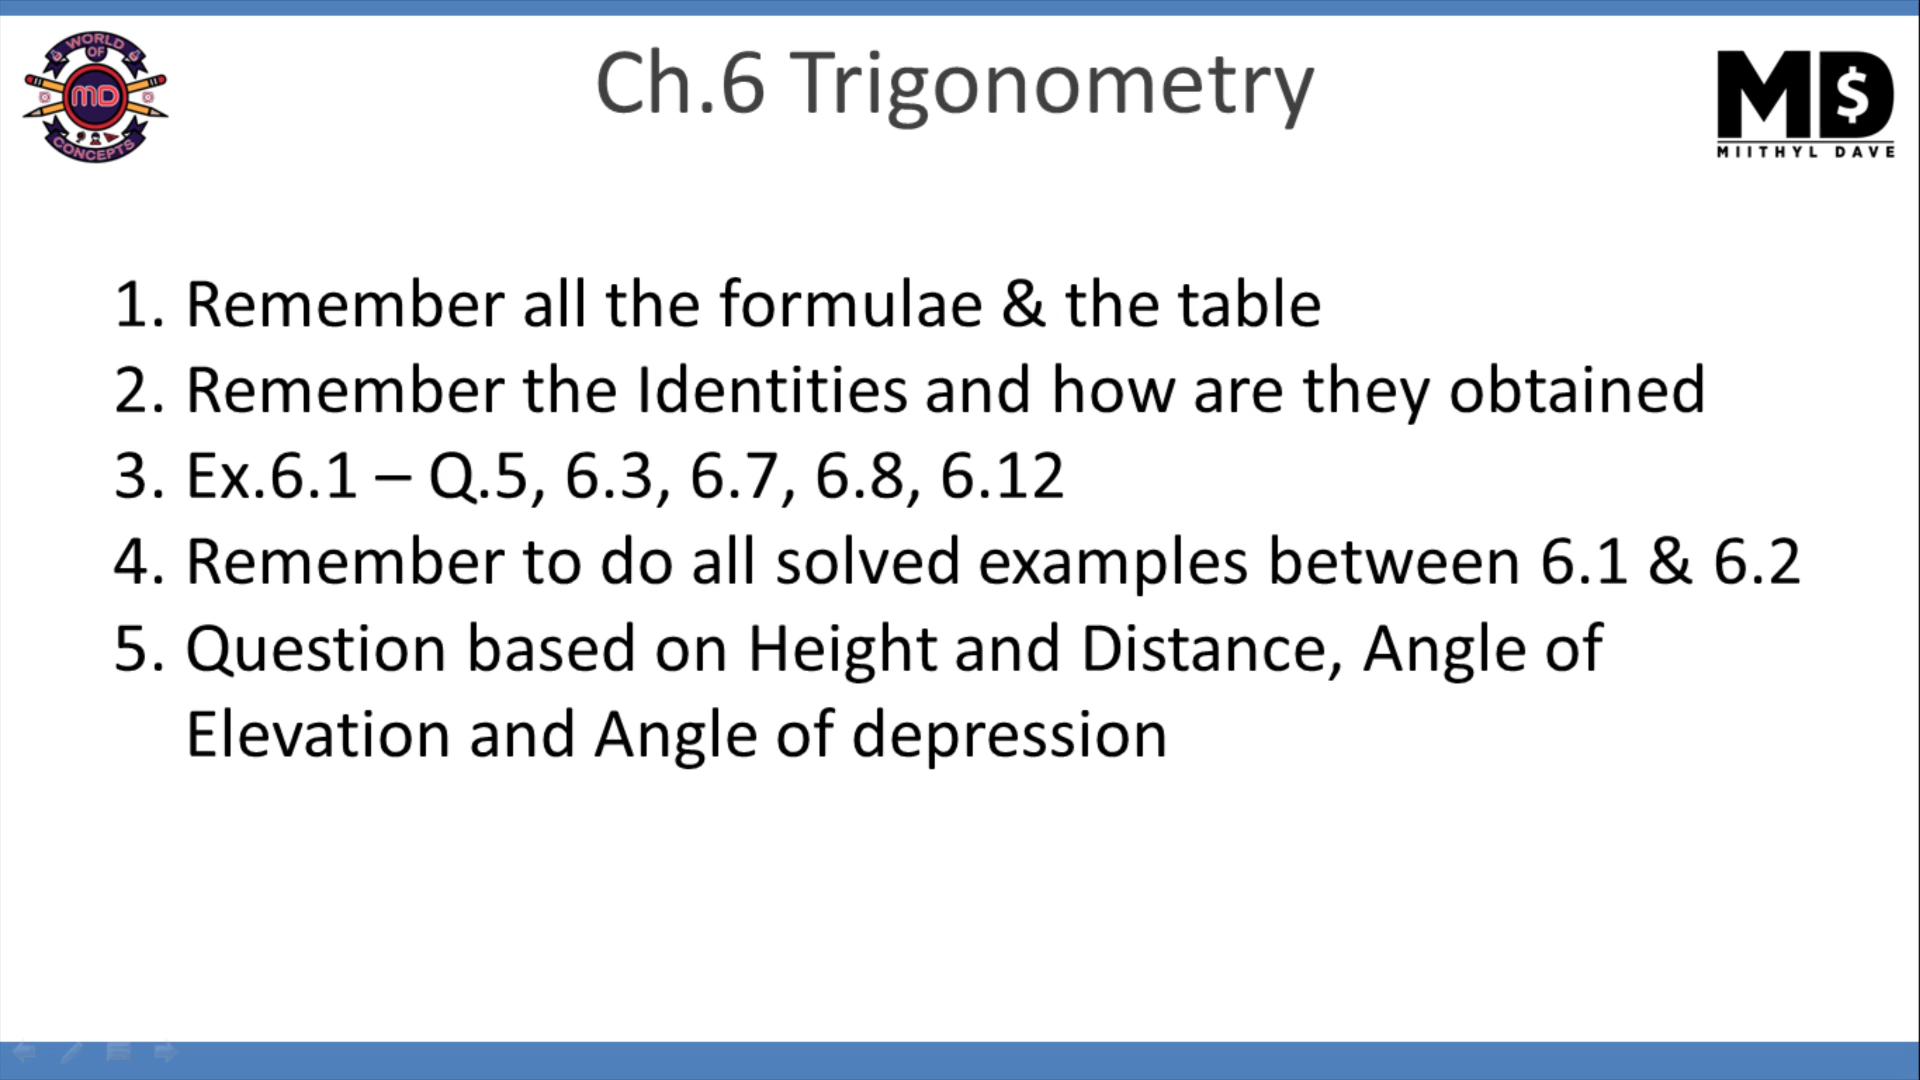 WORLD
OF
MD
CONCEPTS
Ch.6 Trigonometry
MD
$
MIITHYL DAVE
1. Remember all the formulae & the table
2. Remember the Identities and how are they obtained
3. Ex.6.1 – Q.5, 6.3, 6.7, 6.8, 6.12
4. Remember to do all solved examples between 6.1 & 6.2
5. Question based on Height and Distance, Angle of
Elevation and Angle of depression